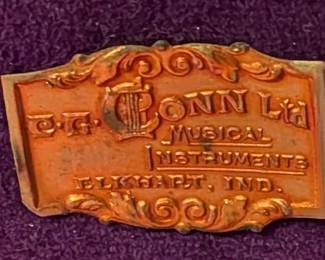 C.G. CONN Ltd
MUSICAL
INSTRUMENTS
ELKHART, IND.